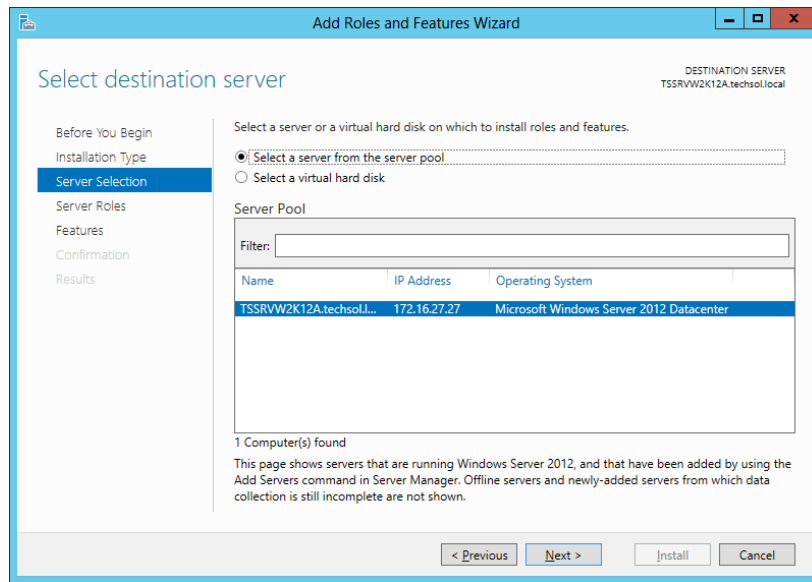 Add Roles and Features Wizard
Select destination server
DESTINATION SERVER
TSSRVW2K12A.techsol.local
Before You Begin
Installation Type
Server Selection
Server Roles
Features
Confirmation
Results
Select a server or a virtual hard disk on which to install roles and features.
Select a server from the server pool
Select a virtual hard disk
Server Pool
Filter:
Name IP Address Operating System
TSSRVW2K12A.techsol.l... 172.16.27.27 Microsoft Windows Server 2012 Datacenter
1 Computer(s) found
This page shows servers that are running Windows Server 2012, and that have been added by using the
Add Servers command in Server Manager. Offline servers and newly-added servers from which data
collection is still incomplete are not shown.
< Previous Next > Install Cancel